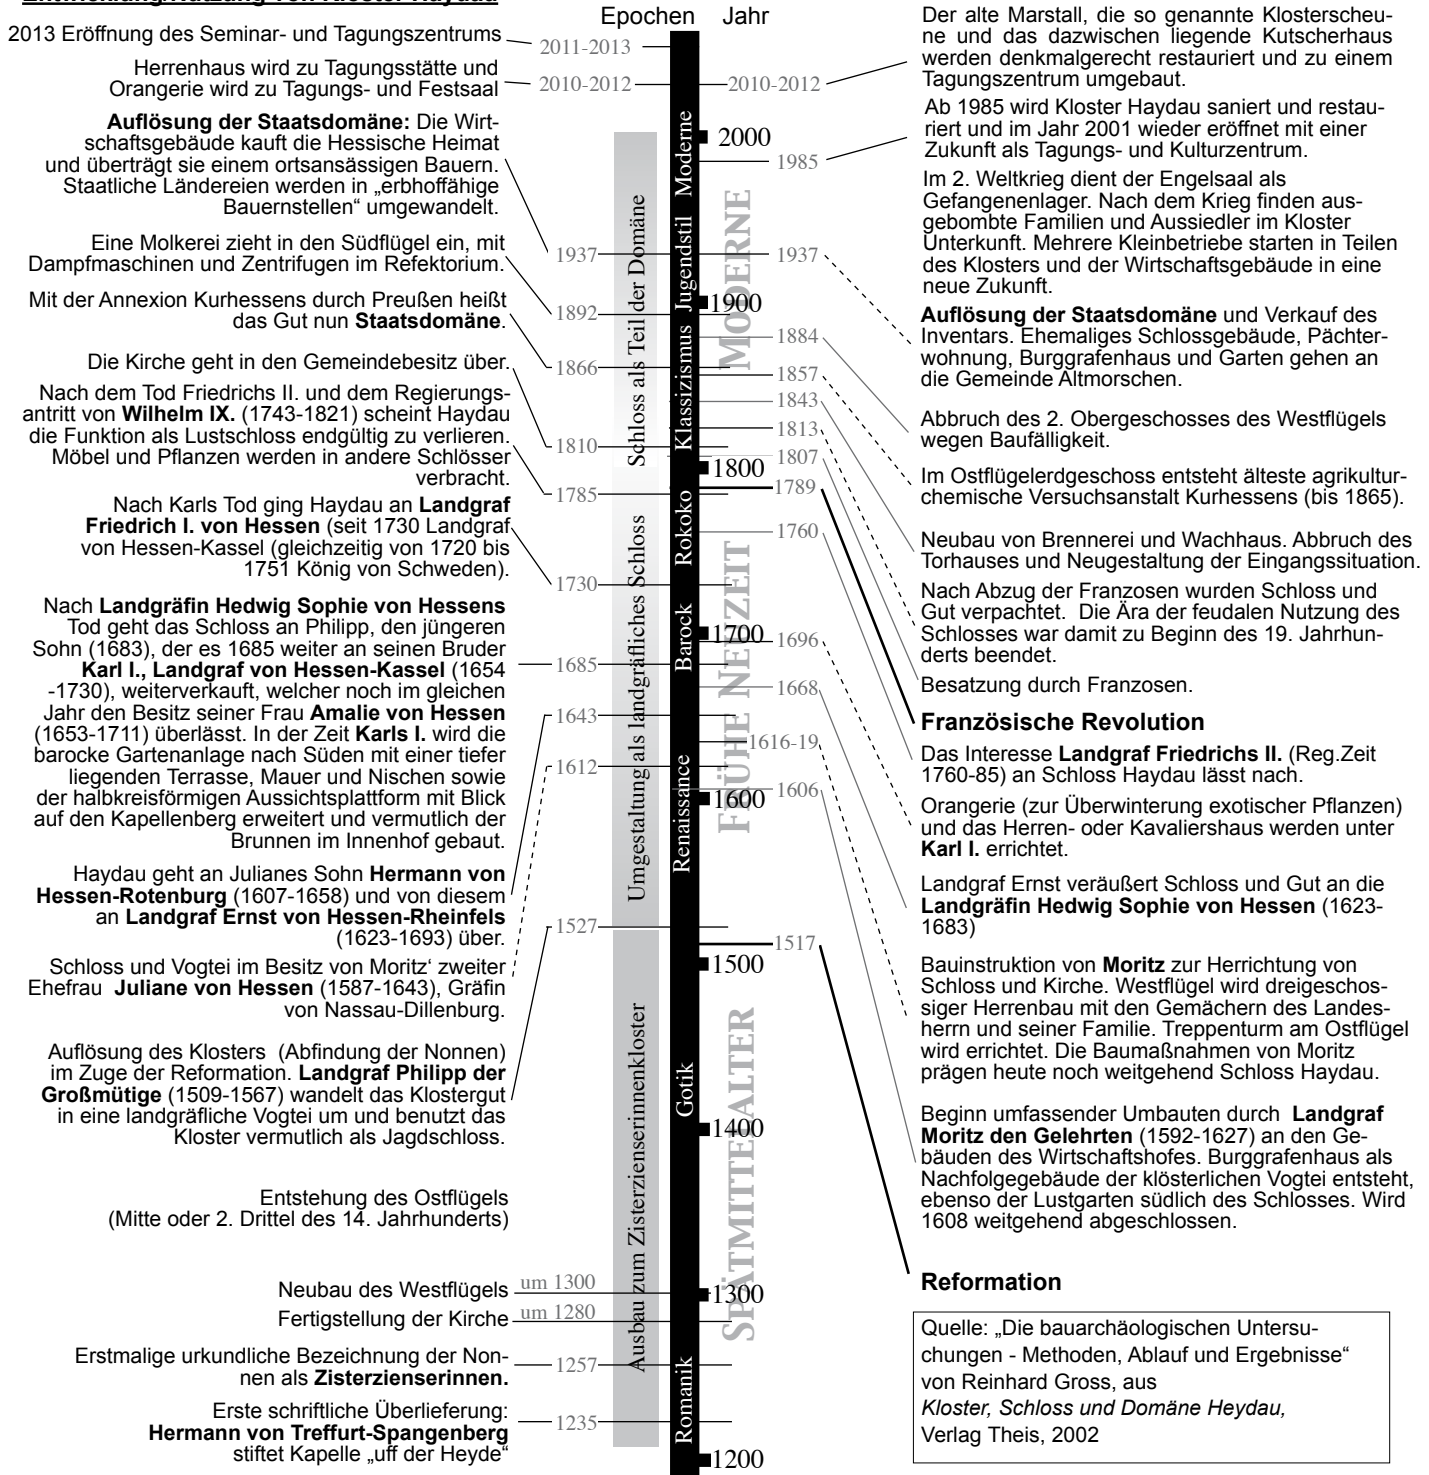 Entwicklung/Nutzung von Kloster Haydau
Epochen
Jahr
2013 Eröffnung des Seminar- und Tagungszentrums
2011-2013
Herrenhaus wird zu Tagungsstätte und
Orangerie wird zu Tagungs- und Festsaal
2010-2012
Auflösung der Staatsdomäne: Die Wirt-
schaftsgebäude kauft die Hessische Heimat
und überträgt sie einem ortsansässigen Bauern.
Staatliche Ländereien werden in „erbhoffähige
Bauernstellen“ umgewandelt.
1937
Eine Molkerei zieht in den Südflügel ein, mit
Dampfmaschinen und Zentrifugen im Refektorium.
1892
Mit der Annexion Kurhessens durch Preußen heißt
das Gut nun Staatsdomäne.
1866
Die Kirche geht in den Gemeindebesitz über.
1810
Nach dem Tod Friedrichs II. und dem Regierungs-
antritt von Wilhelm IX. (1743-1821) scheint Haydau
die Funktion als Lustschloss endgültig zu verlieren.
Möbel und Pflanzen werden in andere Schlösser
verbracht.
1785
Nach Karls Tod ging Haydau an Landgraf
Friedrich I. von Hessen (seit 1730 Landgraf
von Hessen-Kassel (gleichzeitig von 1720 bis
1751 König von Schweden).
1730
Nach Landgräfin Hedwig Sophie von Hessens
Tod geht das Schloss an Philipp, den jüngeren
Sohn (1683), der es 1685 weiter an seinen Bruder
Karl I., Landgraf von Hessen-Kassel (1654
-1730), weiterverkauft, welcher noch im gleichen
Jahr den Besitz seiner Frau Amalie von Hessen
(1653-1711) überlässt. In der Zeit Karls I. wird die
barocke Gartenanlage nach Süden mit einer tiefer
liegenden Terrasse, Mauer und Nischen sowie
der halbkreisförmigen Aussichtsplattform mit Blick
auf den Kapellenberg erweitert und vermutlich der
Brunnen im Innenhof gebaut.
1685
1643
1612
Haydau geht an Julianes Sohn Hermann von
Hessen-Rotenburg (1607-1658) und von diesem
an Landgraf Ernst von Hessen-Rheinfels
(1623-1693) über.
1527
Schloss und Vogtei im Besitz von Moritz‘ zweiter
Ehefrau Juliane von Hessen (1587-1643), Gräfin
von Nassau-Dillenburg.
Auflösung des Klosters (Abfindung der Nonnen)
im Zuge der Reformation. Landgraf Philipp der
Großmütige (1509-1567) wandelt das Klostergut
in eine landgräfliche Vogtei um und benutzt das
Kloster vermutlich als Jagdschloss.
Entstehung des Ostflügels
(Mitte oder 2. Drittel des 14. Jahrhunderts)
Neubau des Westflügels
um 1300
Fertigstellung der Kirche
um 1280
Erstmalige urkundliche Bezeichnung der Non-
nen als Zisterzienserinnen.
1257
Erste schriftliche Überlieferung:
Hermann von Treffurt-Spangenberg
stiftet Kapelle „uff der Heyde“
1235
Schloss als Teil der Domäne
Umgestaltung als landgräfliches Schloss
Ausbau zum Zisterzienserinnenkloster
Moderne
Jugendstil
Klassizismus
Rokoko
Barock
Renaissance
Gotik
Romanik
2000
1900
1800
1700
1600
1500
1400
1300
1200
MODERNE
FRÜHE NEUZEIT
SPÄTMITTELALTER
2010-2012
1985
1937
1884
1857
1843
1813
1807
1789
1760
1696
1668
1616-19
1606
1517
Der alte Marstall, die so genannte Klosterscheu-
ne und das dazwischen liegende Kutscherhaus
werden denkmalgerecht restauriert und zu einem
Tagungszentrum umgebaut.
Ab 1985 wird Kloster Haydau saniert und restau-
riert und im Jahr 2001 wieder eröffnet mit einer
Zukunft als Tagungs- und Kulturzentrum.
Im 2. Weltkrieg dient der Engelsaal als
Gefangenenlager. Nach dem Krieg finden aus-
gebombte Familien und Aussiedler im Kloster
Unterkunft. Mehrere Kleinbetriebe starten in Teilen
des Klosters und der Wirtschaftsgebäude in eine
neue Zukunft.
Auflösung der Staatsdomäne und Verkauf des
Inventars. Ehemaliges Schlossgebäude, Pächter-
wohnung, Burggrafenhaus und Garten gehen an
die Gemeinde Altmorschen.
Abbruch des 2. Obergeschosses des Westflügels
wegen Baufälligkeit.
Im Ostflügelerdgeschoss entsteht älteste agrikultur-
chemische Versuchsanstalt Kurhessens (bis 1865).
Neubau von Brennerei und Wachhaus. Abbruch des
Torhauses und Neugestaltung der Eingangssituation.
Nach Abzug der Franzosen wurden Schloss und
Gut verpachtet. Die Ära der feudalen Nutzung des
Schlosses war damit zu Beginn des 19. Jahrhun-
derts beendet.
Besatzung durch Franzosen.
Französische Revolution
Das Interesse Landgraf Friedrichs II. (Reg.Zeit
1760-85) an Schloss Haydau lässt nach.
Orangerie (zur Überwinterung exotischer Pflanzen)
und das Herren- oder Kavaliershaus werden unter
Karl I. errichtet.
Landgraf Ernst veräußert Schloss und Gut an die
Landgräfin Hedwig Sophie von Hessen (1623-
1683)
Bauinstruktion von Moritz zur Herrichtung von
Schloss und Kirche. Westflügel wird dreigeschos-
siger Herrenbau mit den Gemächern des Landes-
herrn und seiner Familie. Treppenturm am Ostflügel
wird errichtet. Die Baumaßnahmen von Moritz
prägen heute noch weitgehend Schloss Haydau.
Beginn umfassender Umbauten durch Landgraf
Moritz den Gelehrten (1592-1627) an den Ge-
bäuden des Wirtschaftshofes. Burggrafenhaus als
Nachfolgegebäude der klösterlichen Vogtei entsteht,
ebenso der Lustgarten südlich des Schlosses. Wird
1608 weitgehend abgeschlossen.
Reformation
Quelle: „Die bauarchäologischen Untersu-
chungen - Methoden, Ablauf und Ergebnisse“
von Reinhard Gross, aus
Kloster, Schloss und Domäne Heydau,
Verlag Theis, 2002